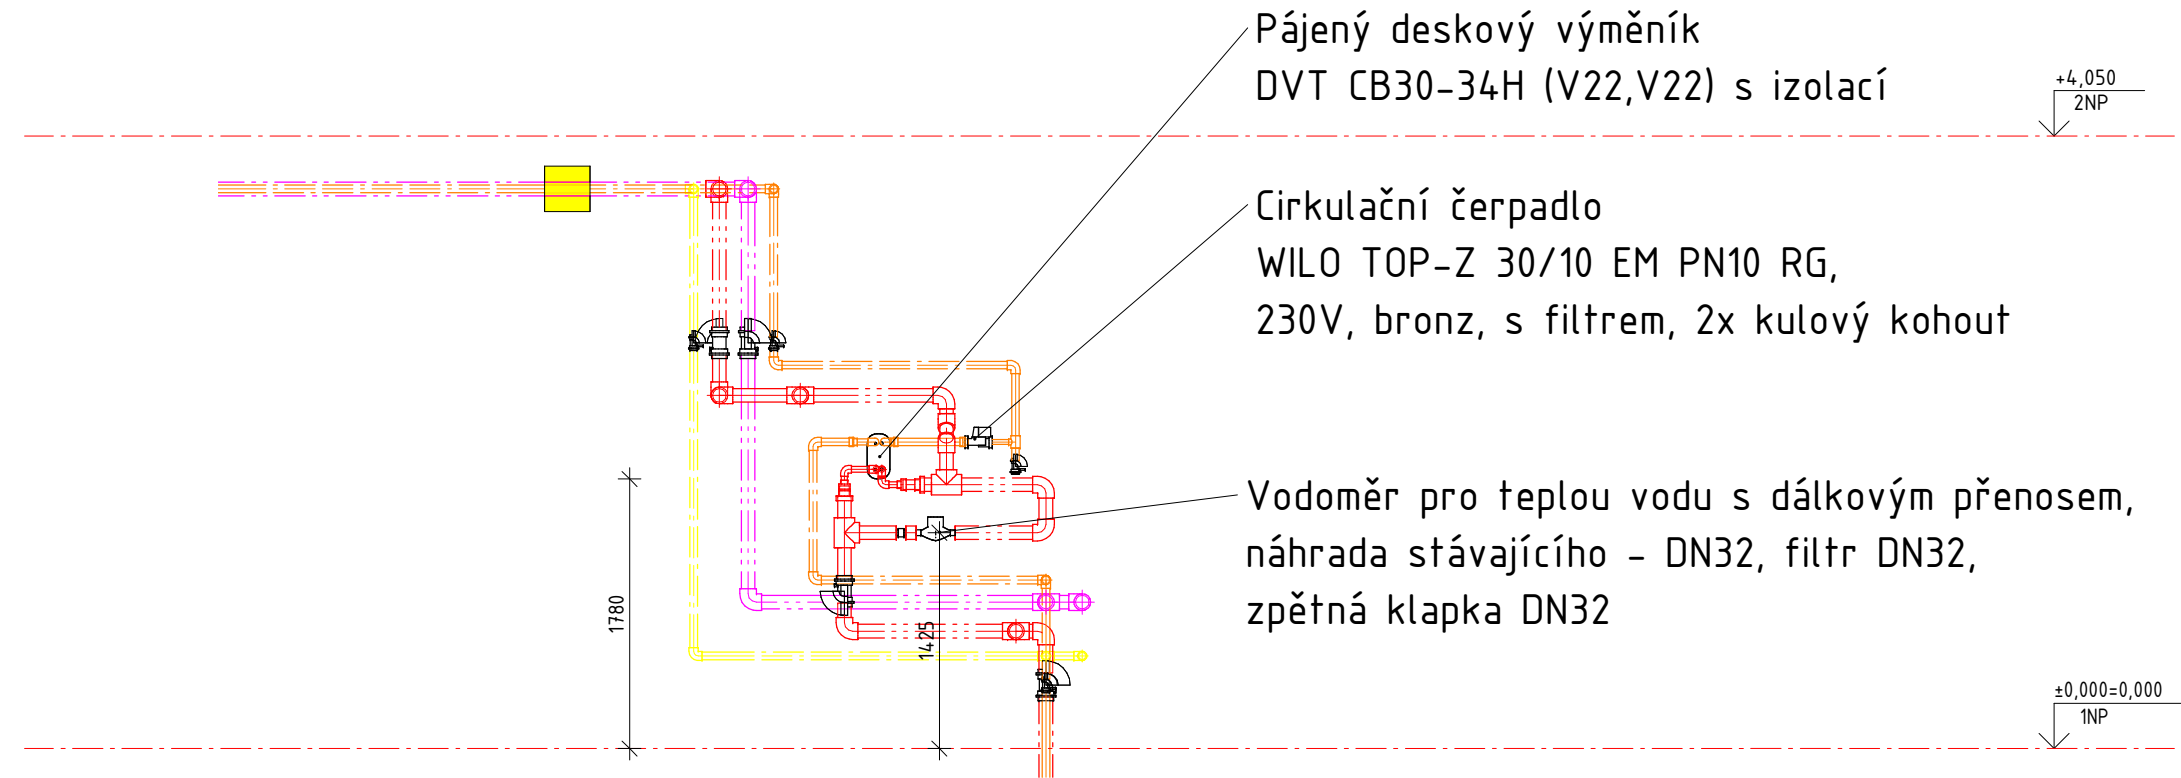 Pájený deskový výměník
DVT CB30-34H (V22,V22) s izolací
+4,050
2NP
Cirkulační čerpadlo
WILO TOP-Z 30/10 EM PN10 RG,
230V, bronz, s filtrem, 2x kulový kohout
Vodoměr pro teplou vodu s dálkovým přenosem,
náhrada stávajícího - DN32, filtr DN32,
zpětná klapka DN32
1780
1425
±0,000=0,000
1NP